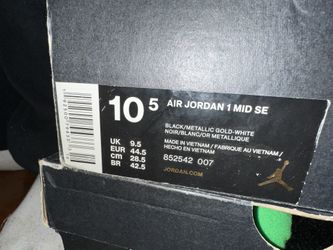 10 5
AIR JORDAN 1 MID SE
BLACK/METALLIC GOLD-WHITE
NOIR/BLANC/OR METALLIQUE
UK 9.5
EUR 44.5
cm 28.5
BR 42.5
MADE IN VIETNAM / FABRIQUE AU VIETNAM /
HECHO EN VIETNAM
852542 007
JORDAN.COM